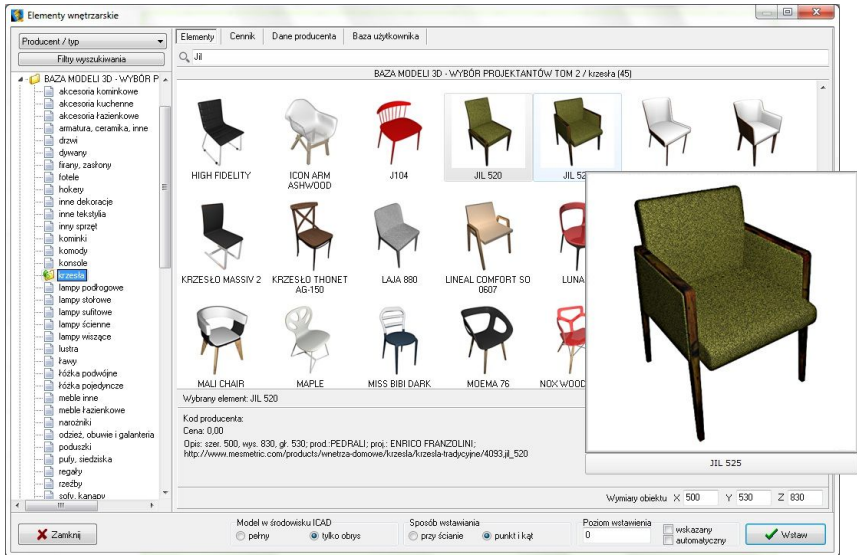 Elementy wnętrzarskie
Producent / typ
Filtry wyszukiwania
BAZA MODELI 3D - WYBÓR P
akcesoria kominkowe
akcesoria kuchenne
akcesoria łazienkowe
armatura, ceramika, inne
drzwi
dywany
firany, zasłony
fotele
hokery
inne dekoracje
inne tekstylia
inny sprzęt
kominki
komody
konsole
krzesła
lampy podłogowe
lampy stołowe
lampy sufitowe
lampy ścienne
lampy wiszące
lustra
ławy
łóżka podwójne
łóżka pojedyncze
meble inne
meble łazienkowe
narożniki
odzież, obuwie i galanteria
poduszki
pufy, siedziska
regały
rzeźby
sofy, kanapy
Elementy Cennik Dane producenta Baza użytkownika
Jil
BAZA MODELI 3D - WYBÓR PROJEKTANTÓW TOM 2 / krzesła (45)
HIGH FIDELITY
ICON ARM
ASHWOOD
J104
JIL 520
JIL 52
KRZESŁO MASSIV 2
KRZESŁO THONET
AG-150
LAJA 880
LINEAL COMFORT SO
0607
LUNA
MALI CHAIR
MAPLE
MISS BIBI DARK
MOEMA 76
NOX WOOD
JIL 525
Wybrany element: JIL 520
Kod producenta:
Cena: 0,00
Opis: szer. 500, wys. 830, gł. 530; prod.:PEDRALI; proj.: ENRICO FRANZOLINI;
http://www.mesmetric.com/products/wnetrza-domowe/krzesla/krzesla-tradycyjne/4093,jil_520
Wymiary obiektu X 500 Y 530 Z 830
Zamknij
Model w środowisku ICAD
pełny tylko obrys
Sposób wstawiania
przy ścianie punkt i kąt
Poziom wstawienia
0
wskazany
automatyczny
Wstaw